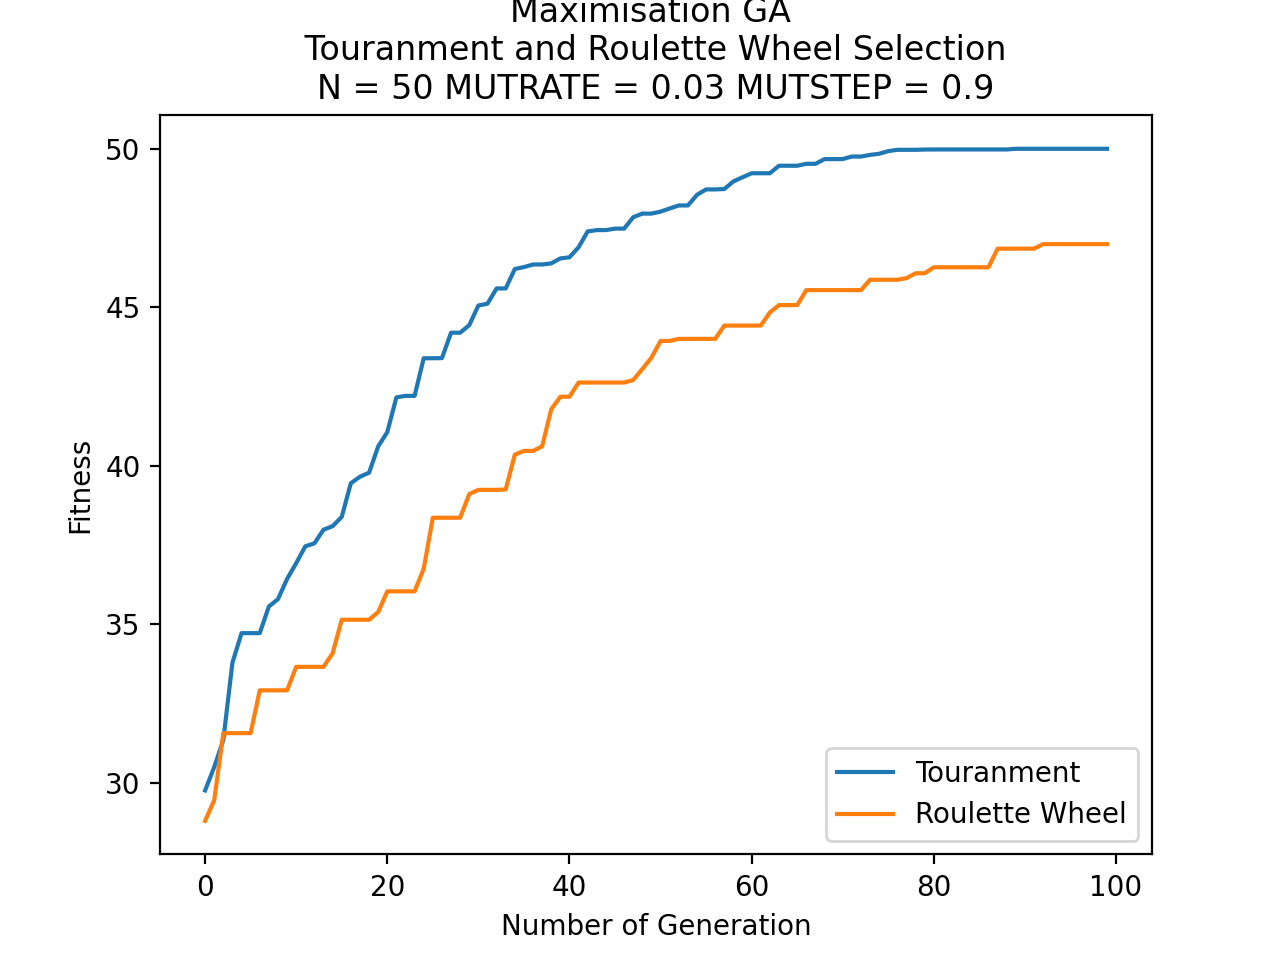 Maximisation GA
Touranment and Roulette Wheel Selection
N = 50 MUTRATE = 0.03 MUTSTEP = 0.9
50
45
40
35
30
Fitness
Touranment
Roulette Wheel
0 20 40 60 80 100
Number of Generation